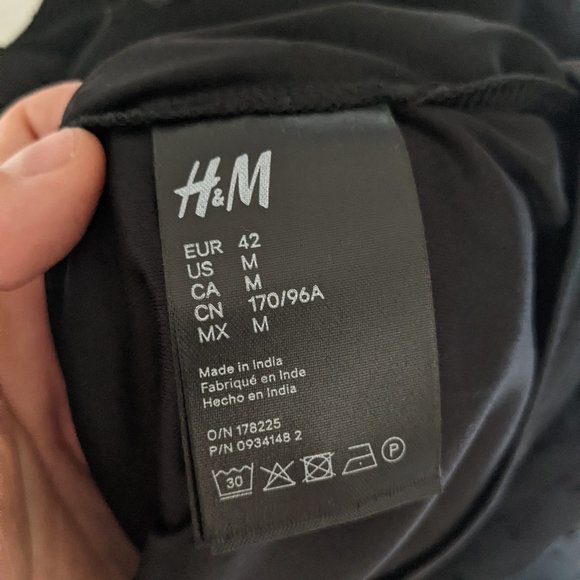 H&M
EUR 42
US M
CA M
CN 170/96A
MX M
Made in India
Fabriqué en Inde
Hecho en India
O/N 178225
P/N 0934148 2
30 P